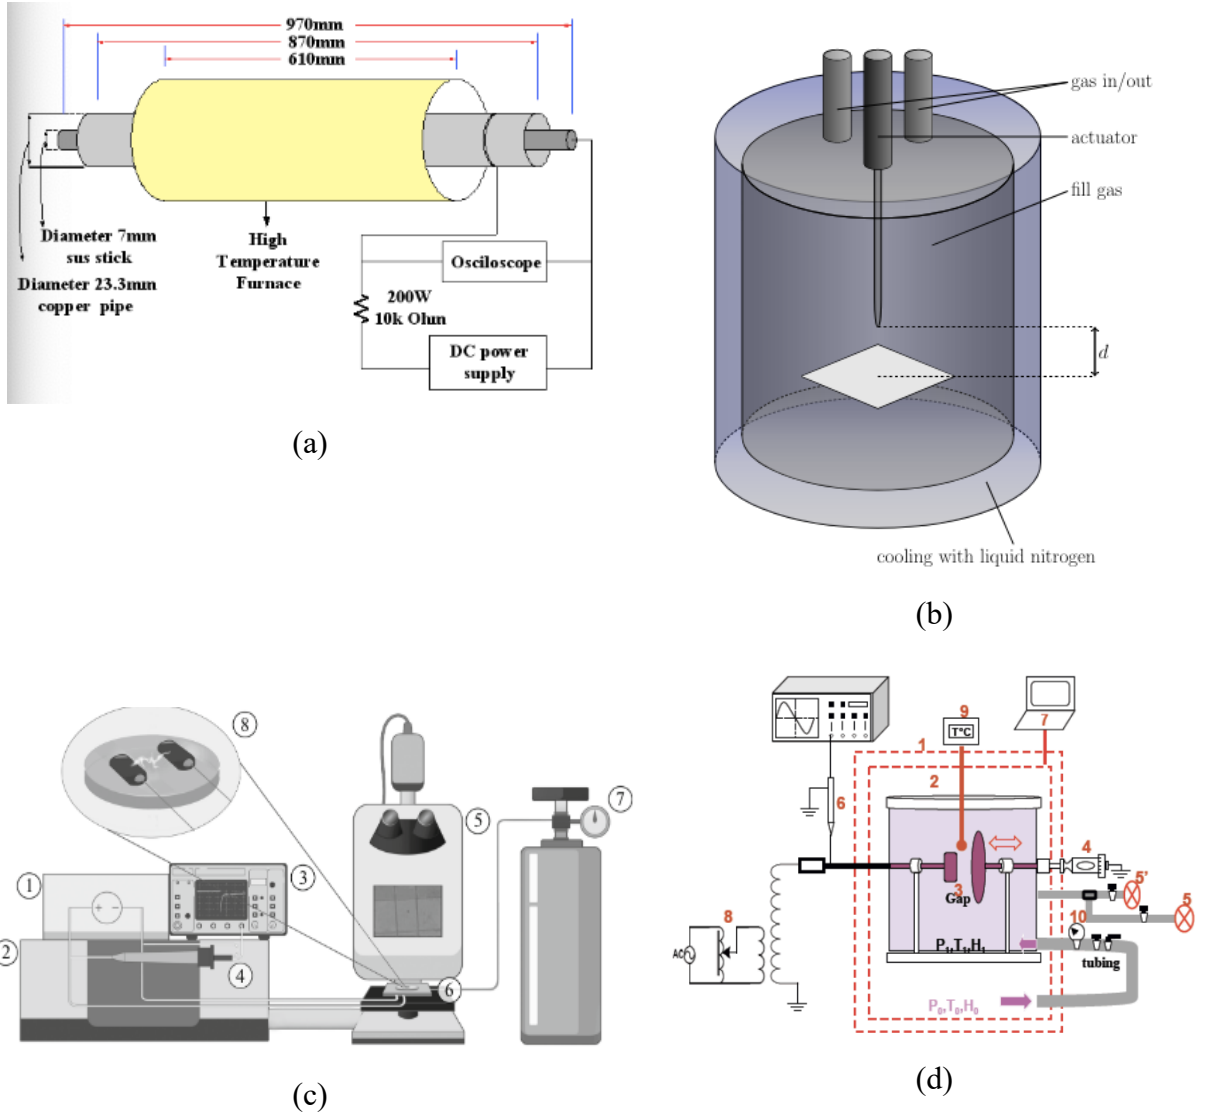 970mm
870mm
610mm
Diameter 7mm
sus stick
Diameter 23.3mm
copper pipe
High
Temperature
Furnace
Osciloscope
200W
10k Ohm
DC power
supply
(a)
gas in/out
actuator
fill gas
d
cooling with liquid nitrogen
(b)
8
1
3
5
7
2
4
6
+ −
(c)
9
T°C
7
1
2
6
4
3
Gap
5'
5
10
8
AC
P₁,T₁,H₁
tubing
P₀,T₀,H₀
(d)